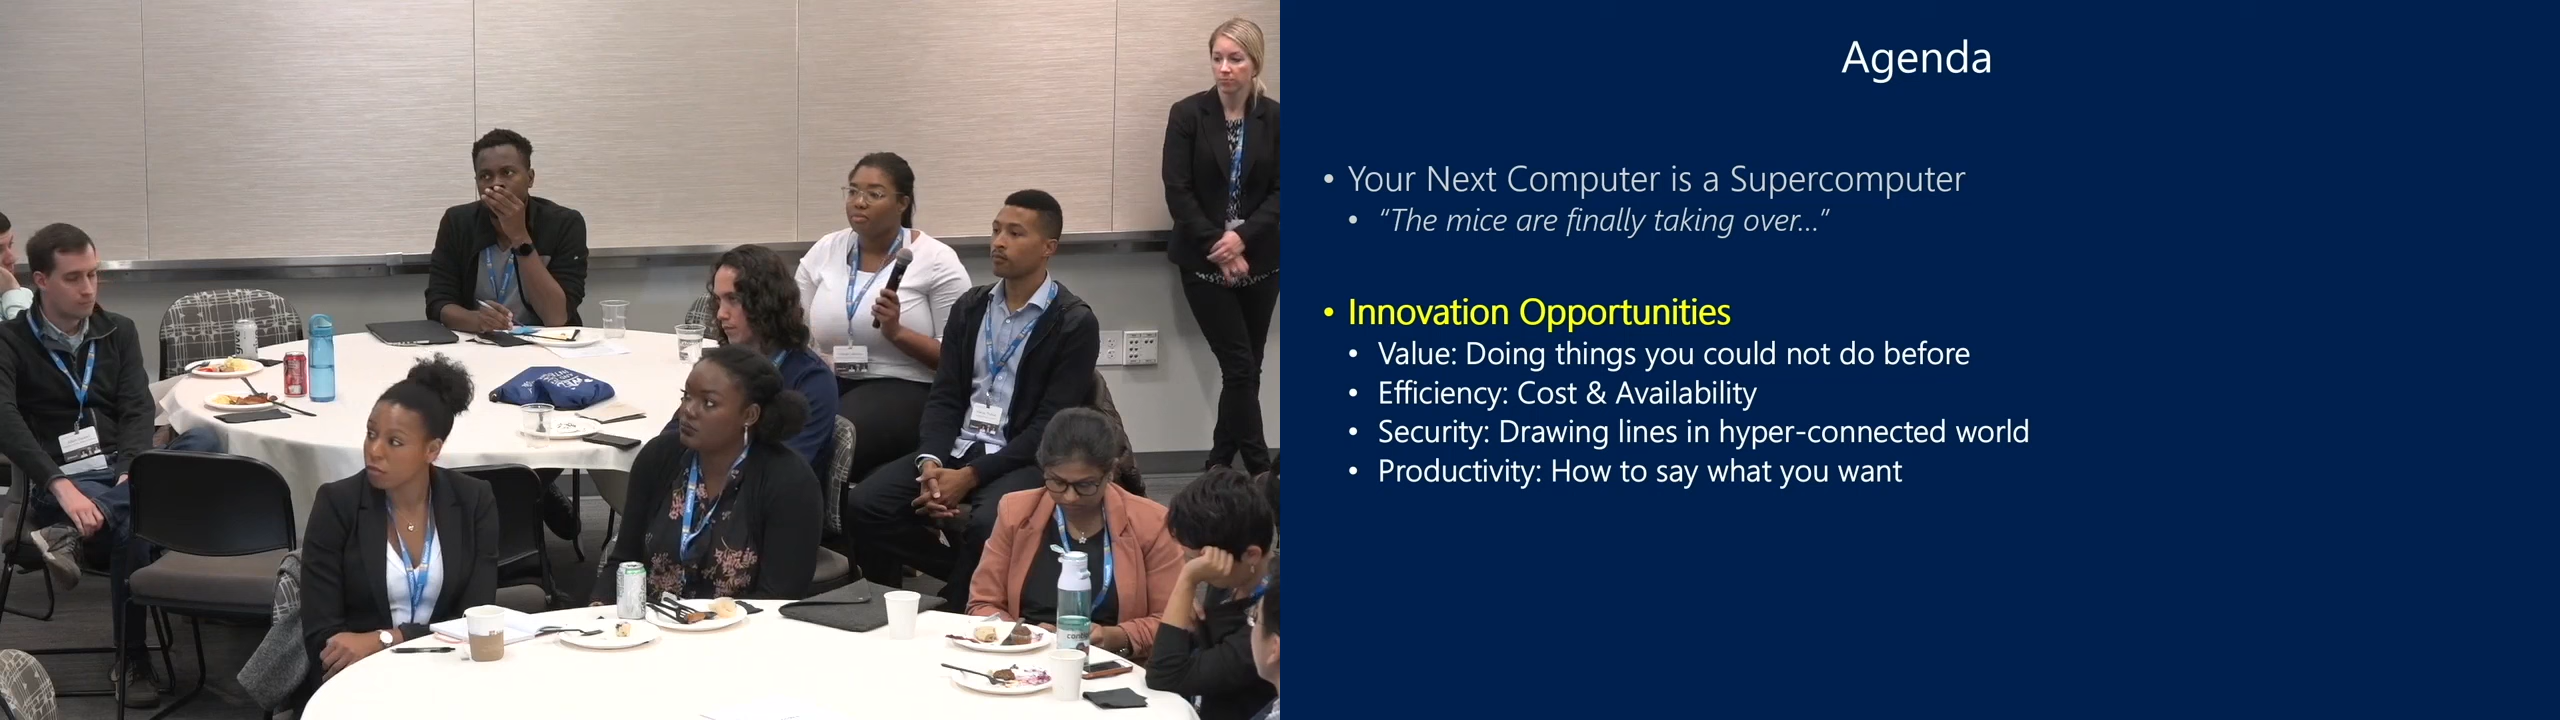 Agenda
• Your Next Computer is a Supercomputer
• “The mice are finally taking over...”
• Innovation Opportunities
• Value: Doing things you could not do before
• Efficiency: Cost & Availability
• Security: Drawing lines in hyper-connected world
• Productivity: How to say what you want